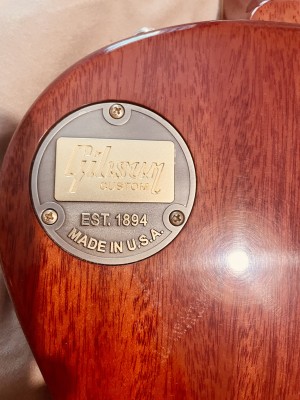 Gibson
CUSTOM
EST. 1894
MADE IN U.S.A.